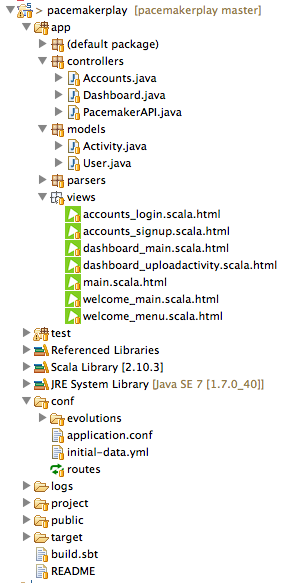 > pacemakerplay [pacemakerplay master]
app
(default package)
controllers
Accounts.java
Dashboard.java
PacemakerAPI.java
models
Activity.java
User.java
parsers
views
accounts_login.scala.html
accounts_signup.scala.html
dashboard_main.scala.html
dashboard_uploadactivity.scala.html
main.scala.html
welcome_main.scala.html
welcome_menu.scala.html
test
Referenced Libraries
Scala Library [2.10.3]
JRE System Library [Java SE 7 [1.7.0_40]]
conf
evolutions
application.conf
initial-data.yml
routes
logs
project
public
target
build.sbt
README